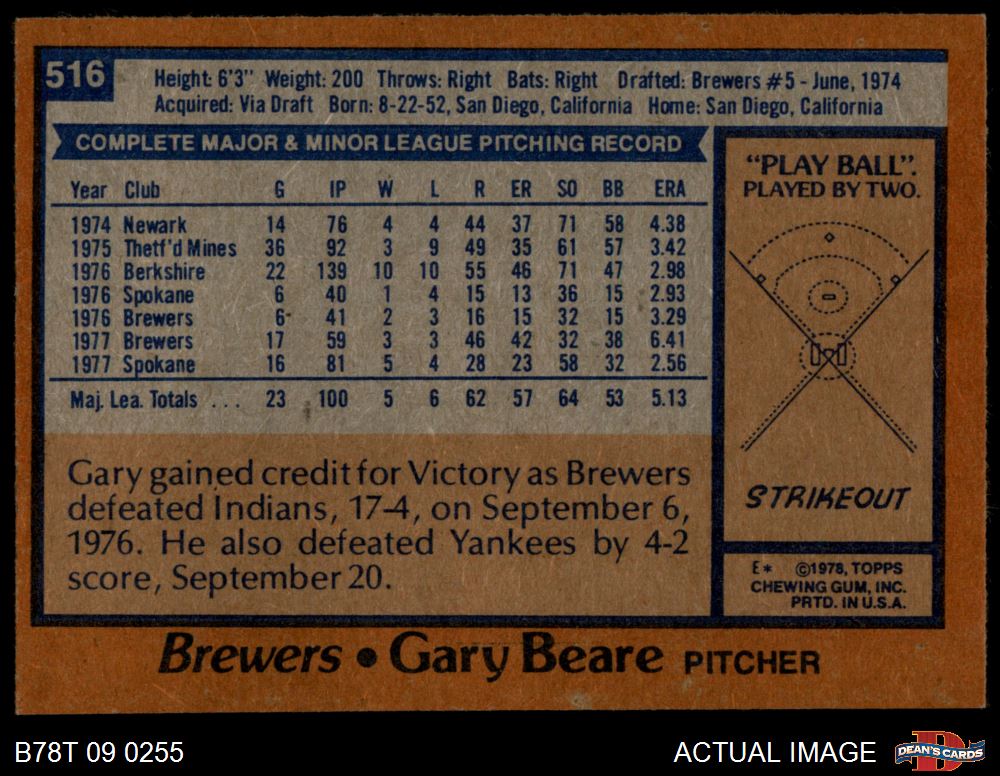 516
Height: 6'3" Weight: 200 Throws: Right Bats: Right Drafted: Brewers #5 - June, 1974
Acquired: Via Draft Born: 8-22-52, San Diego, California Home: San Diego, California
COMPLETE MAJOR & MINOR LEAGUE PITCHING RECORD
Year Club G IP W L R ER SO BB ERA
1974 Newark 14 76 4 4 44 37 71 58 4.38
1975 Thetf'd Mines 36 92 3 9 49 35 61 57 3.42
1976 Berkshire 22 139 10 10 55 46 71 47 2.98
1976 Spokane 6 40 1 4 15 13 36 15 2.93
1976 Brewers 6 41 2 3 16 15 32 15 3.29
1977 Brewers 17 59 3 3 46 42 32 38 6.41
1977 Spokane 16 81 5 4 28 23 58 32 2.56
Maj. Lea. Totals ... 23 100 5 6 62 57 64 53 5.13
Gary gained credit for Victory as Brewers
defeated Indians, 17-4, on September 6,
1976. He also defeated Yankees by 4-2
score, September 20.
"PLAY BALL".
PLAYED BY TWO.
STRIKEOUT
E* ©1978, TOPPS
CHEWING GUM, INC.
PRTD. IN U.S.A.
Brewers • Gary Beare PITCHER
B78T 09 0255
ACTUAL IMAGE
DEAN'S CARDS